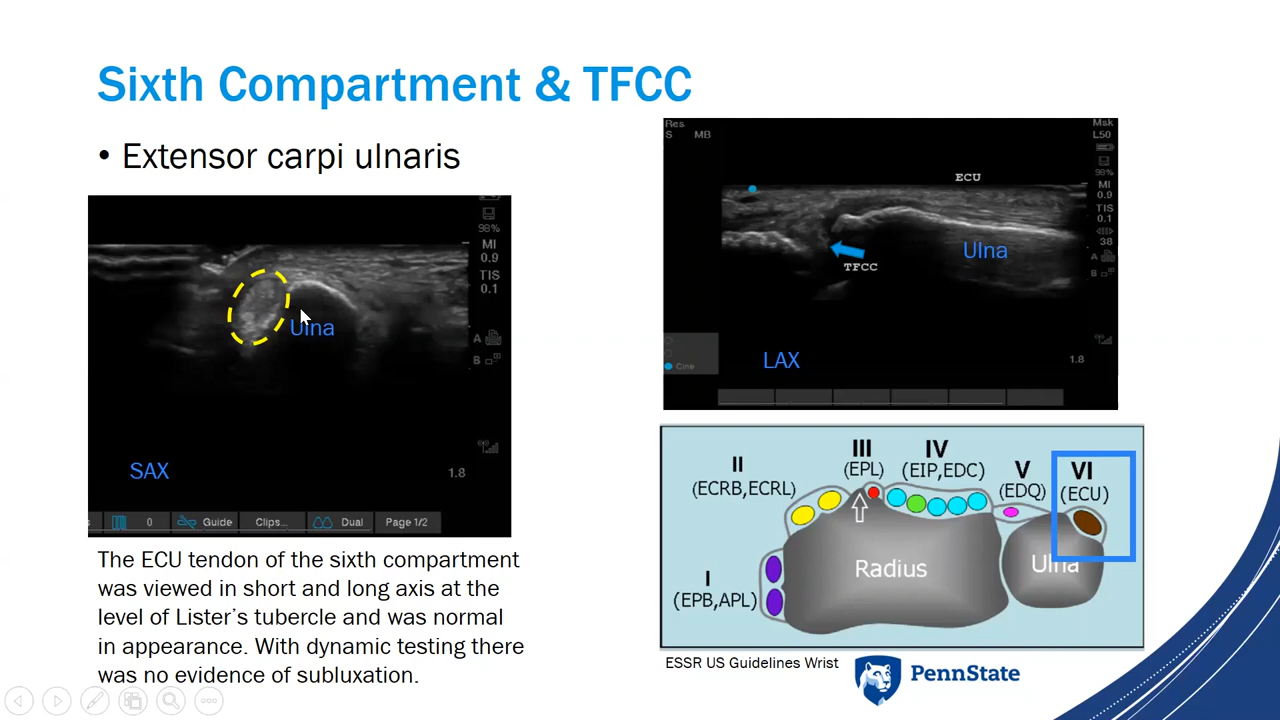 Sixth Compartment & TFCC
• Extensor carpi ulnaris
98%
MI
0.9
TIS
0.1
A
B
Ulna
SAX
1.8
s
0
Guide
Clips...
Dual
Page 1/2
The ECU tendon of the sixth compartment
was viewed in short and long axis at the
level of Lister's tubercle and was normal
in appearance. With dynamic testing there
was no evidence of subluxation.
Res
S MB
Msk
L50
98%
MI
0.9
TIS
0.1
38
A
B
ECU
Ulna
TFCC
LAX
1.8
Cine
I
(EPB,APL)
II
(ECRB,ECRL)
III
(EPL)
IV
(EIP,EDC)
V
(EDQ)
VI
(ECU)
Radius
Ulna
ESSR US Guidelines Wrist
PennState